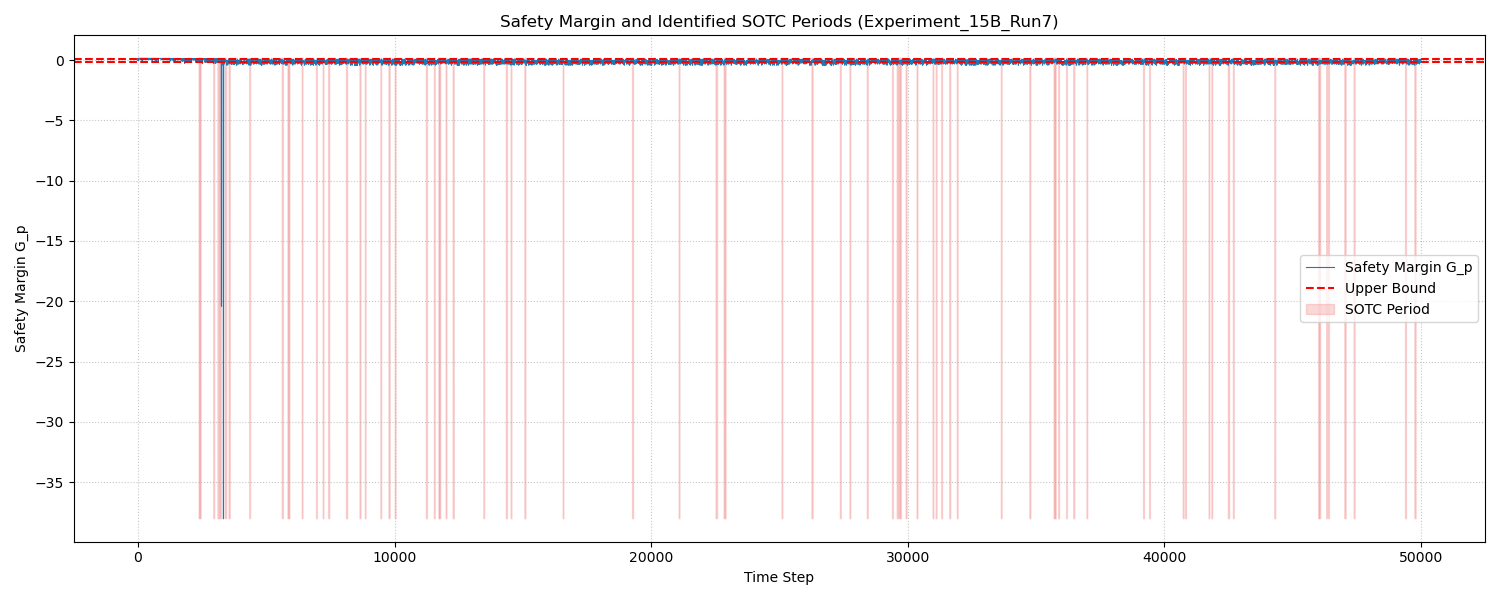 Safety Margin and Identified SOTC Periods (Experiment_15B_Run7)
0
−5
−10
−15
−20
−25
−30
−35
Safety Margin G_p
Safety Margin G_p
Upper Bound
SOTC Period
0
10000
20000
30000
40000
50000
Time Step